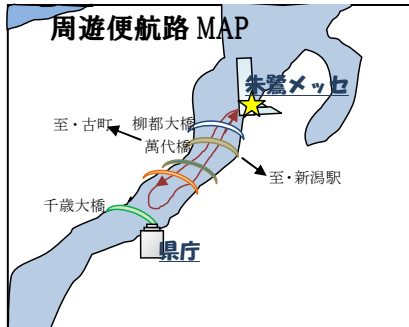 周遊便航路 MAP
朱鷺メッセ
至・古町
柳都大橋
萬代橋
至・新潟駅
千歳大橋
県庁